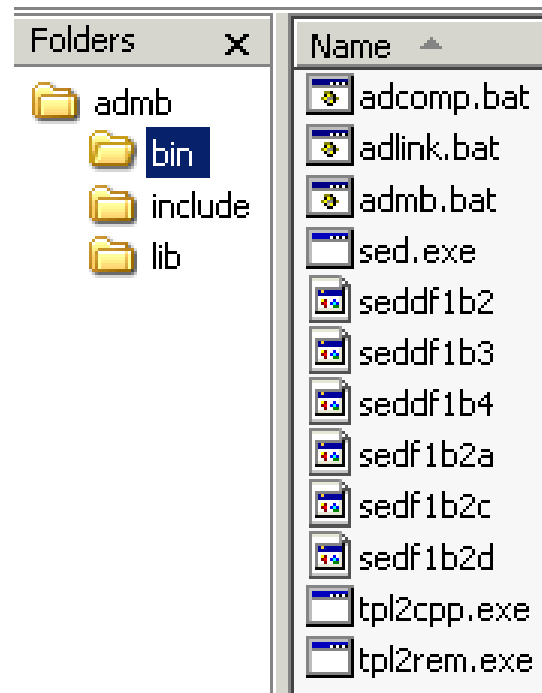 Folders
admb
bin
include
lib
Name
adcomp.bat
adlink.bat
admb.bat
sed.exe
seddf1b2
seddf1b3
seddf1b4
sedf1b2a
sedf1b2c
sedf1b2d
tpl2cpp.exe
tpl2rem.exe